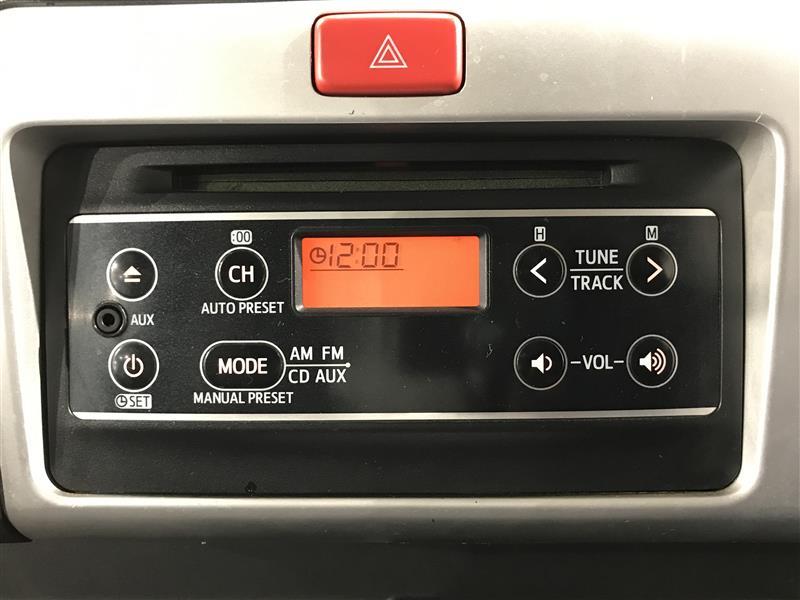 :00
H
M
12:00
CH
TUNE
TRACK
AUTO PRESET
AUX
MODE
AM FM
CD AUX
VOL
SET
MANUAL PRESET